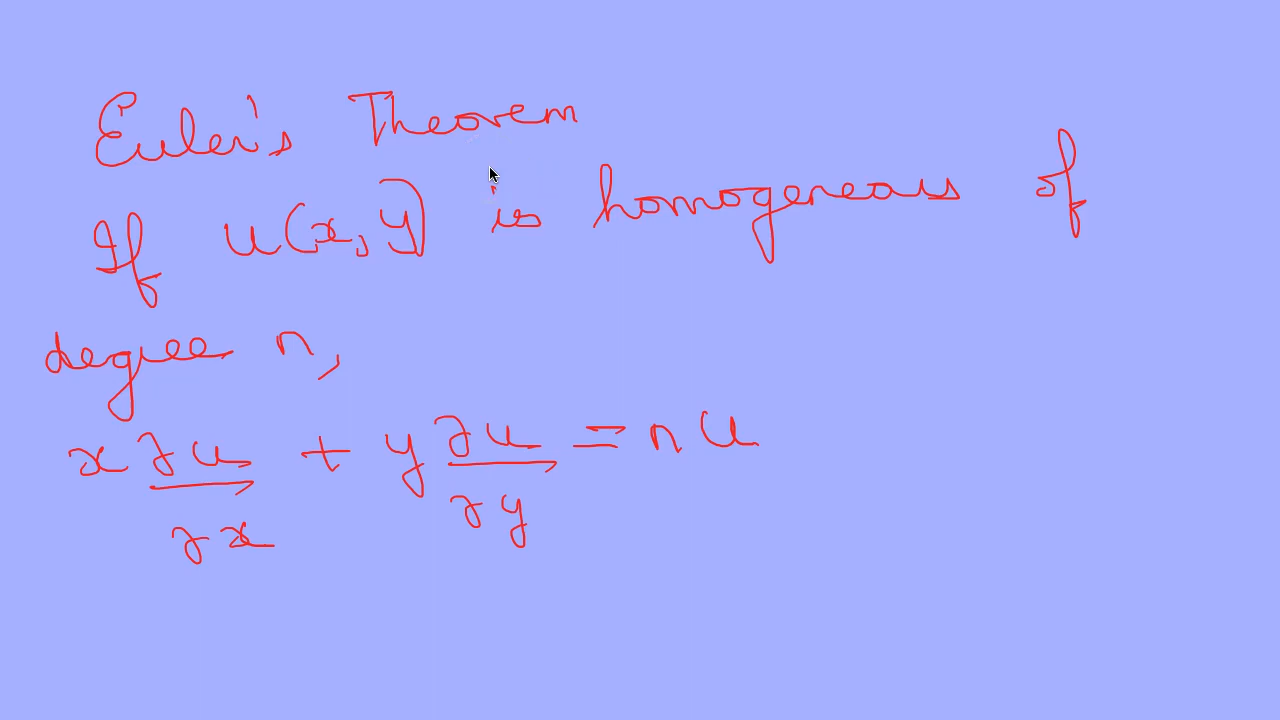 Euler's Theorem
If u(x,y) is homogeneous of
degree n,
x ∂u/∂x + y ∂u/∂y = nu